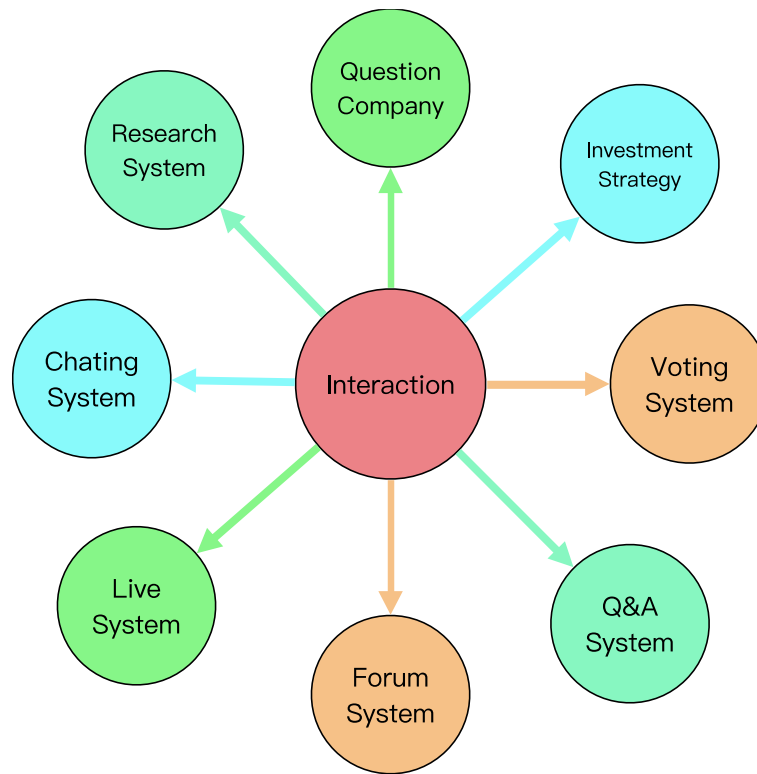 Question
Company
Investment
Strategy
Voting
System
Q&A
System
Forum
System
Live
System
Chating
System
Research
System
Interaction